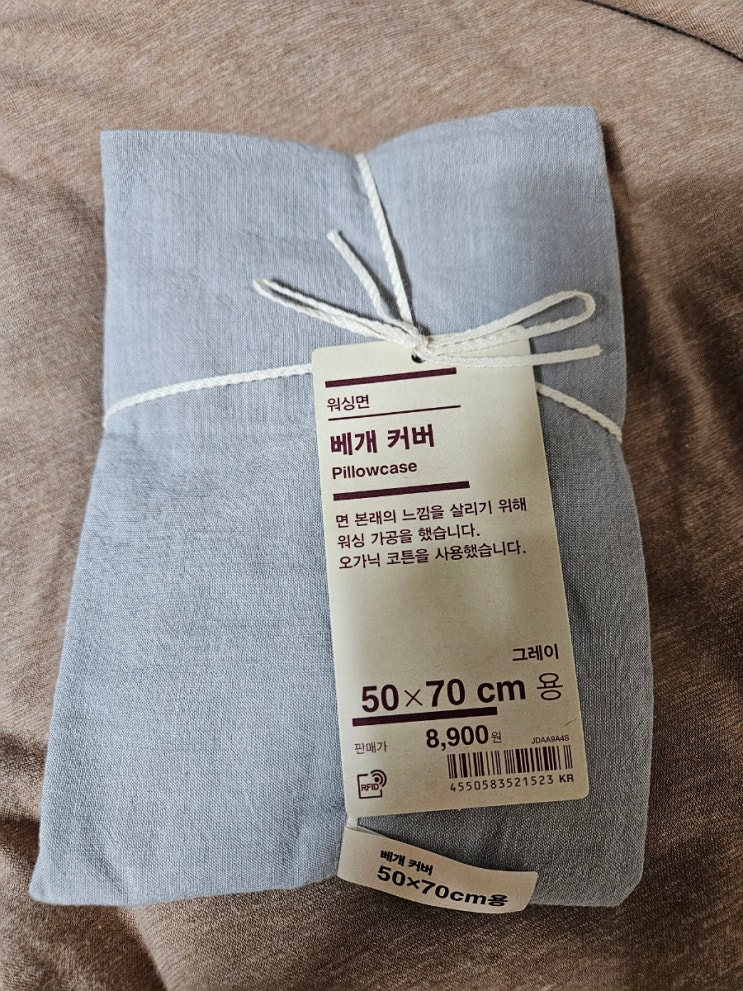 워싱면
베개 커버
Pillowcase
면 본래의 느낌을 살리기 위해
워싱 가공을 했습니다.
오가닉 코튼을 사용했습니다.
그레이
50×70 cm 용
판매가 8,900원
JDAA9A4S
RFID
4550583521523 KR
베개 커버
50×70cm용